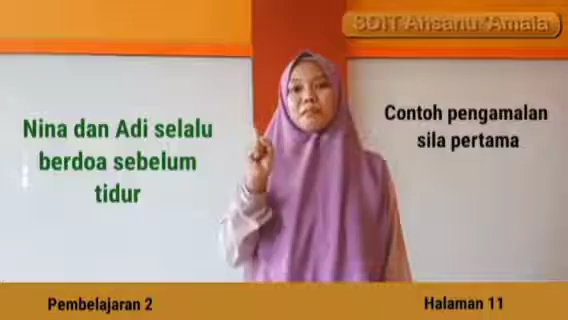 SDIT Ahsanu 'Amala
Nina dan Adi selalu
berdoa sebelum
tidur
Contoh pengamalan
sila pertama
Pembelajaran 2
Halaman 11